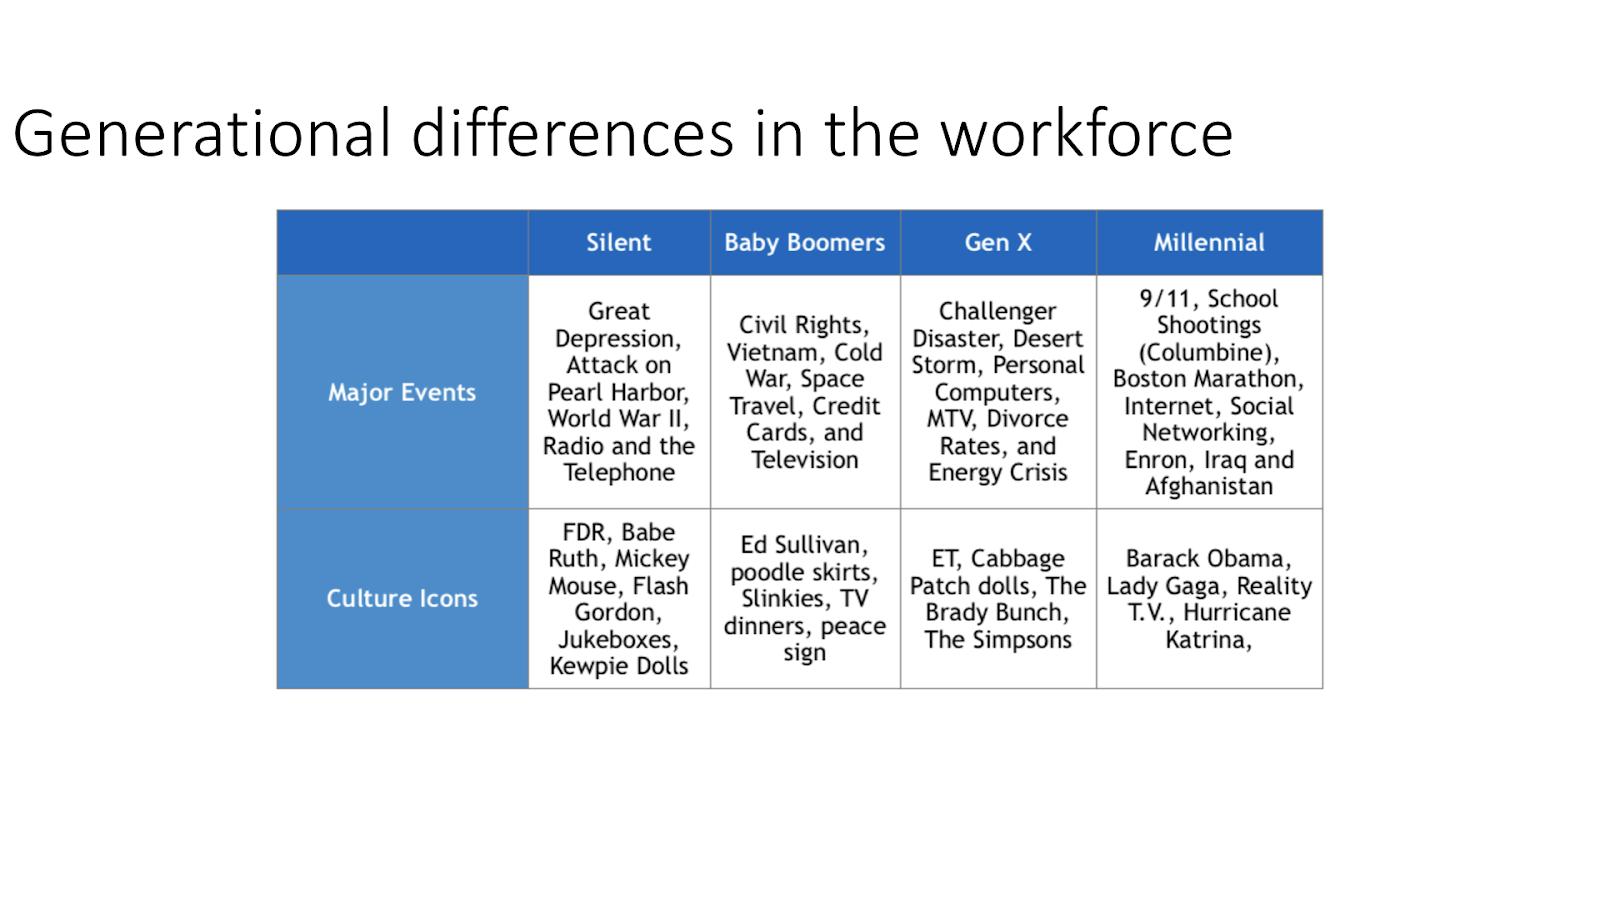 Generational differences in the workforce
Silent
Baby Boomers
Gen X
Millennial
Major Events
Great
Depression,
Attack on
Pearl Harbor,
World War II,
Radio and the
Telephone
Civil Rights,
Vietnam, Cold
War, Space
Travel, Credit
Cards, and
Television
Challenger
Disaster, Desert
Storm, Personal
Computers,
MTV, Divorce
Rates, and
Energy Crisis
9/11, School
Shootings
(Columbine),
Boston Marathon,
Internet, Social
Networking,
Enron, Iraq and
Afghanistan
Culture Icons
FDR, Babe
Ruth, Mickey
Mouse, Flash
Gordon,
Jukeboxes,
Kewpie Dolls
Ed Sullivan,
poodle skirts,
Slinkies, TV
dinners, peace
sign
ET, Cabbage
Patch dolls, The
Brady Bunch,
The Simpsons
Barack Obama,
Lady Gaga, Reality
T.V., Hurricane
Katrina,